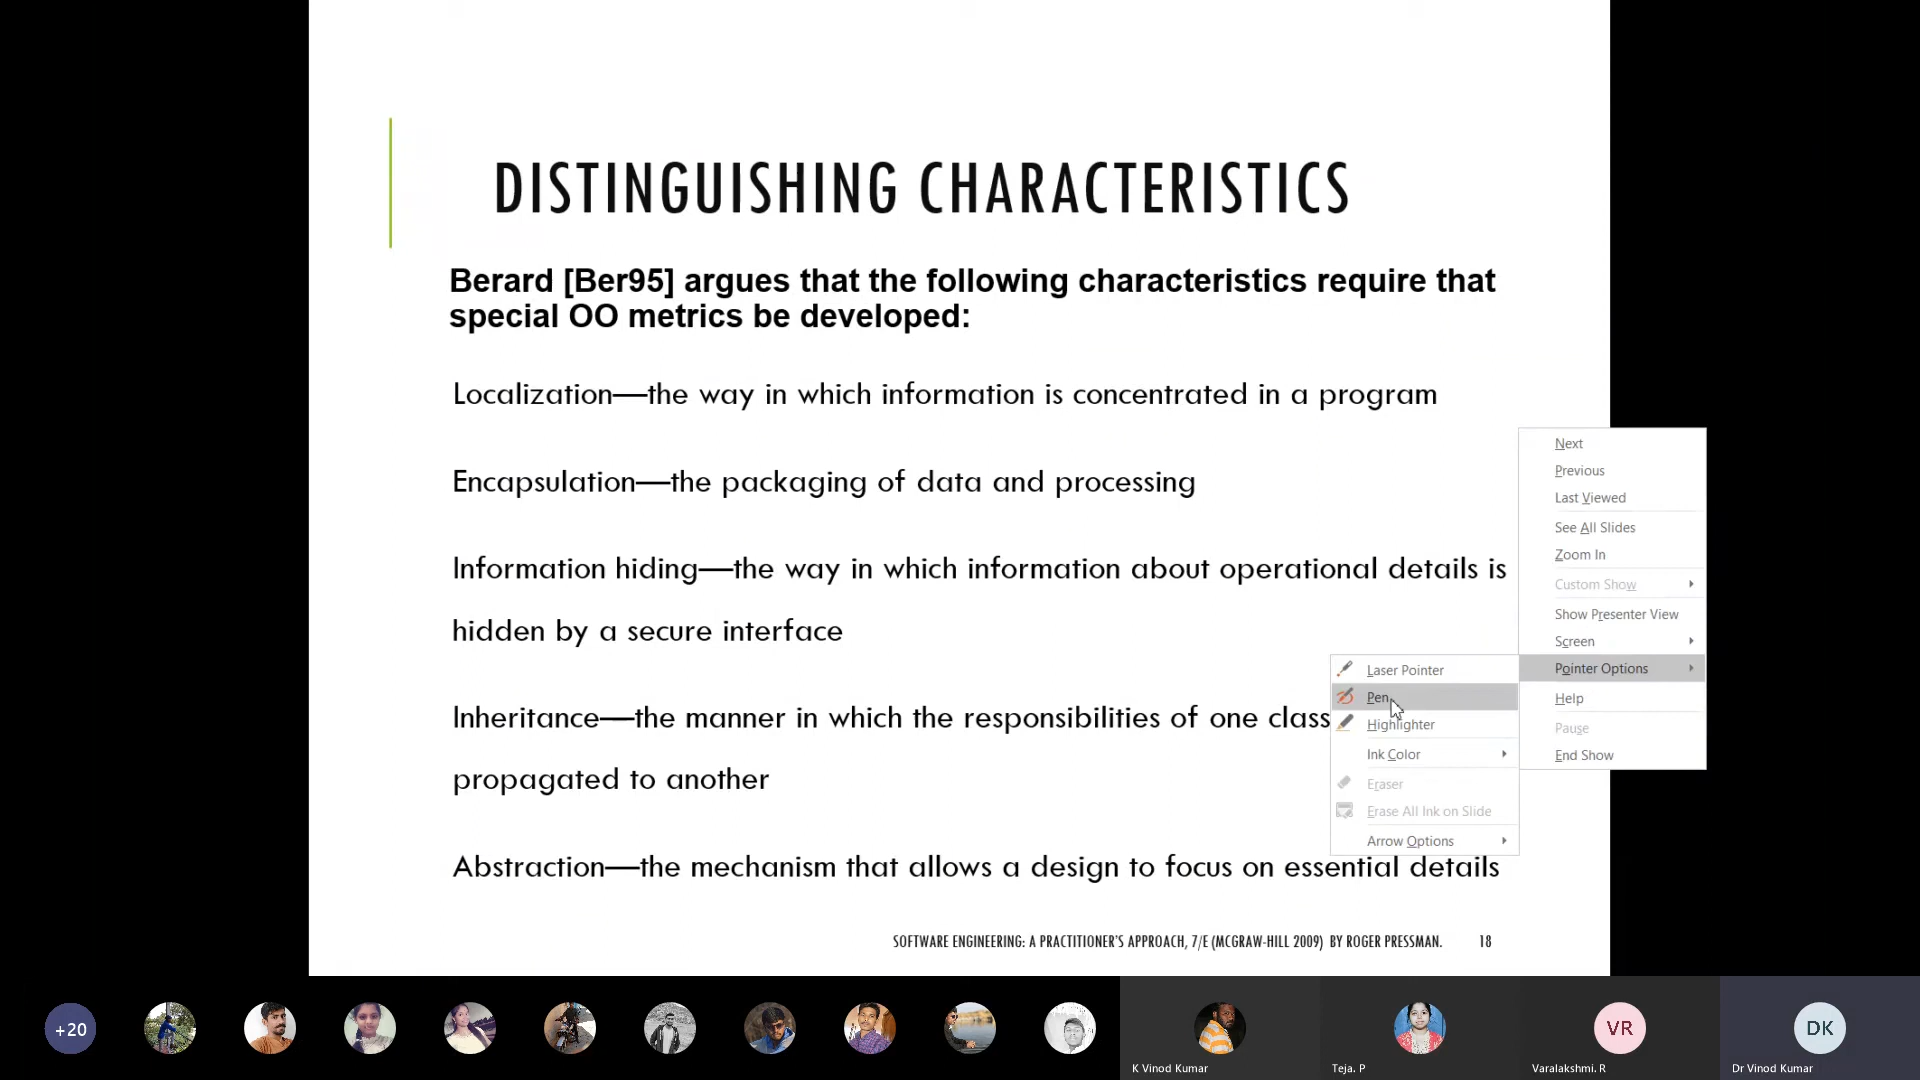 DISTINGUISHING CHARACTERISTICS
Berard [Ber95] argues that the following characteristics require that
special OO metrics be developed:
Localization—the way in which information is concentrated in a program
Encapsulation—the packaging of data and processing
Information hiding—the way in which information about operational details is
hidden by a secure interface
Inheritance—the manner in which the responsibilities of one class
propagated to another
Abstraction—the mechanism that allows a design to focus on essential details
SOFTWARE ENGINEERING: A PRACTITIONER'S APPROACH, 7/E (MCGRAW-HILL 2009) BY ROGER PRESSMAN. 18
Next
Previous
Last Viewed
See All Slides
Zoom In
Custom Show
Show Presenter View
Screen
Pointer Options
Help
Pause
End Show
Laser Pointer
Pen
Highlighter
Ink Color
Eraser
Erase All Ink on Slide
Arrow Options
+20
VR
DK
K Vinod Kumar
Teja. P
Varalakshmi. R
Dr Vinod Kumar